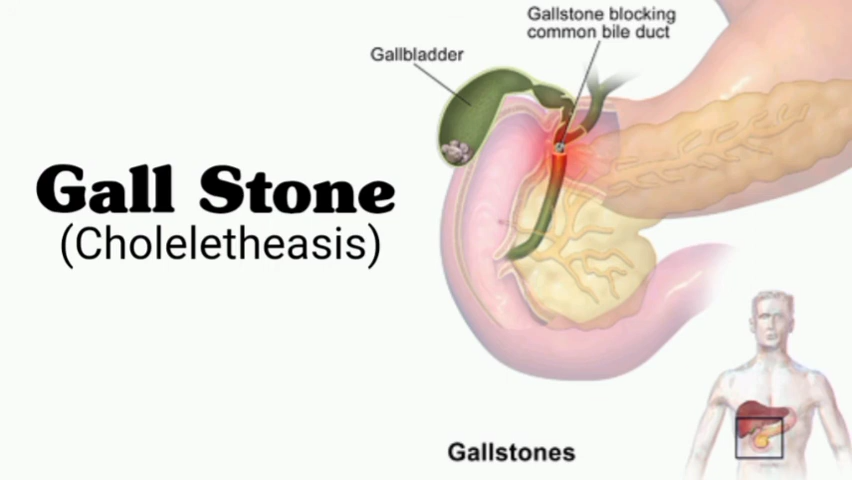 Gallstone blocking
common bile duct
Gallbladder
Gall Stone
(Choleletheasis)
Gallstones